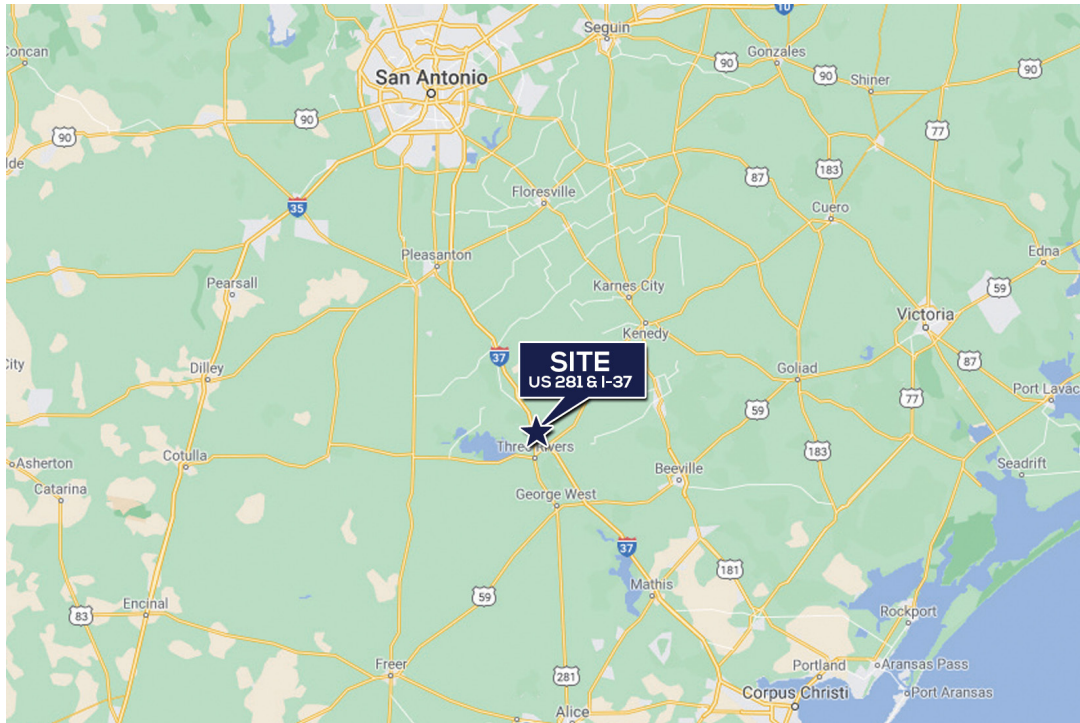 10
Seguin
Concan
Gonzales
San Antonio
90
90
90
Shiner
90
90
77
lde
183
87
Floresville
35
Cuero
Pleasanton
Edna
Pearsall
Karnes City
59
Victoria
Kenedy
37
SITE
US 281 & I-37
87
City
Dilley
Goliad
Port Lavac
77
59
Three Rivers
183
Asherton
Cotulla
Beeville
Seadrift
Catarina
George West
37
181
Mathis
59
Encinal
83
Rockport
Freer
Portland
Aransas Pass
281
Corpus Christi
Port Aransas
Alice